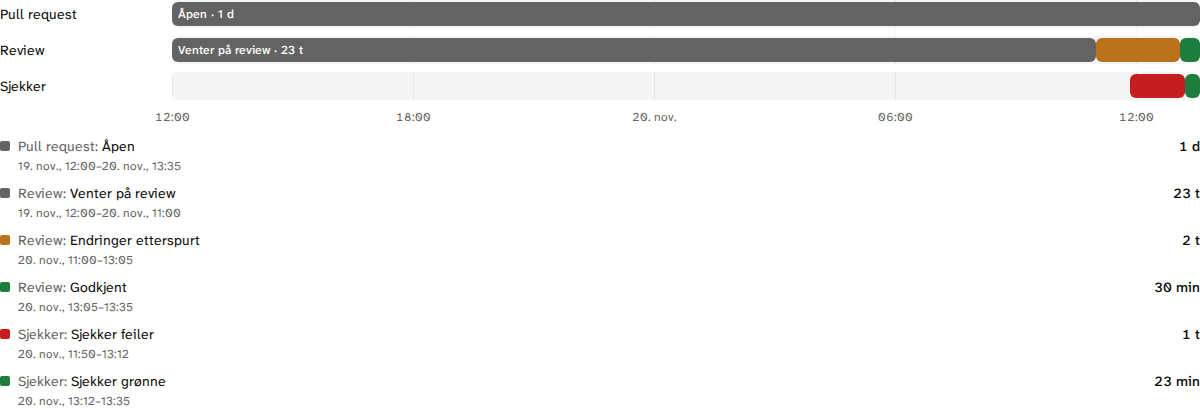 Pull request
Åpen · 1 d
Review
Venter på review · 23 t
Sjekker
12:00 18:00 20. nov. 06:00 12:00
Pull request: Åpen 1 d
19. nov., 12:00–20. nov., 13:35
Review: Venter på review 23 t
19. nov., 12:00–20. nov., 11:00
Review: Endringer etterspurt 2 t
20. nov., 11:00–13:05
Review: Godkjent 30 min
20. nov., 13:05–13:35
Sjekker: Sjekker feiler 1 t
20. nov., 11:50–13:12
Sjekker: Sjekker grønne 23 min
20. nov., 13:12–13:35